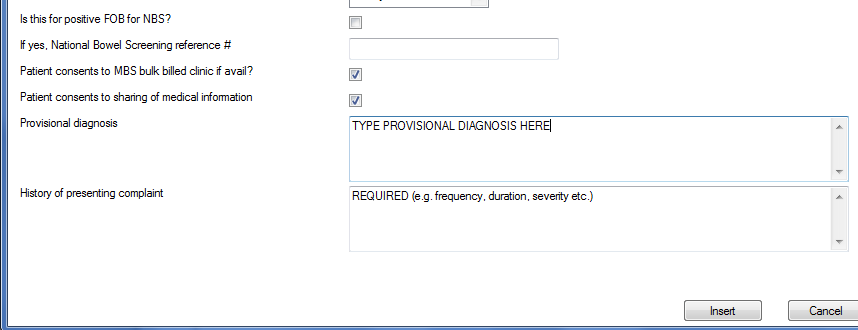 Is this for positive FOB for NBS?
If yes, National Bowel Screening reference #
Patient consents to MBS bulk billed clinic if avail?
Patient consents to sharing of medical information
Provisional diagnosis
TYPE PROVISIONAL DIAGNOSIS HERE
History of presenting complaint
REQUIRED (e.g. frequency, duration, severity etc.)
Insert
Cancel